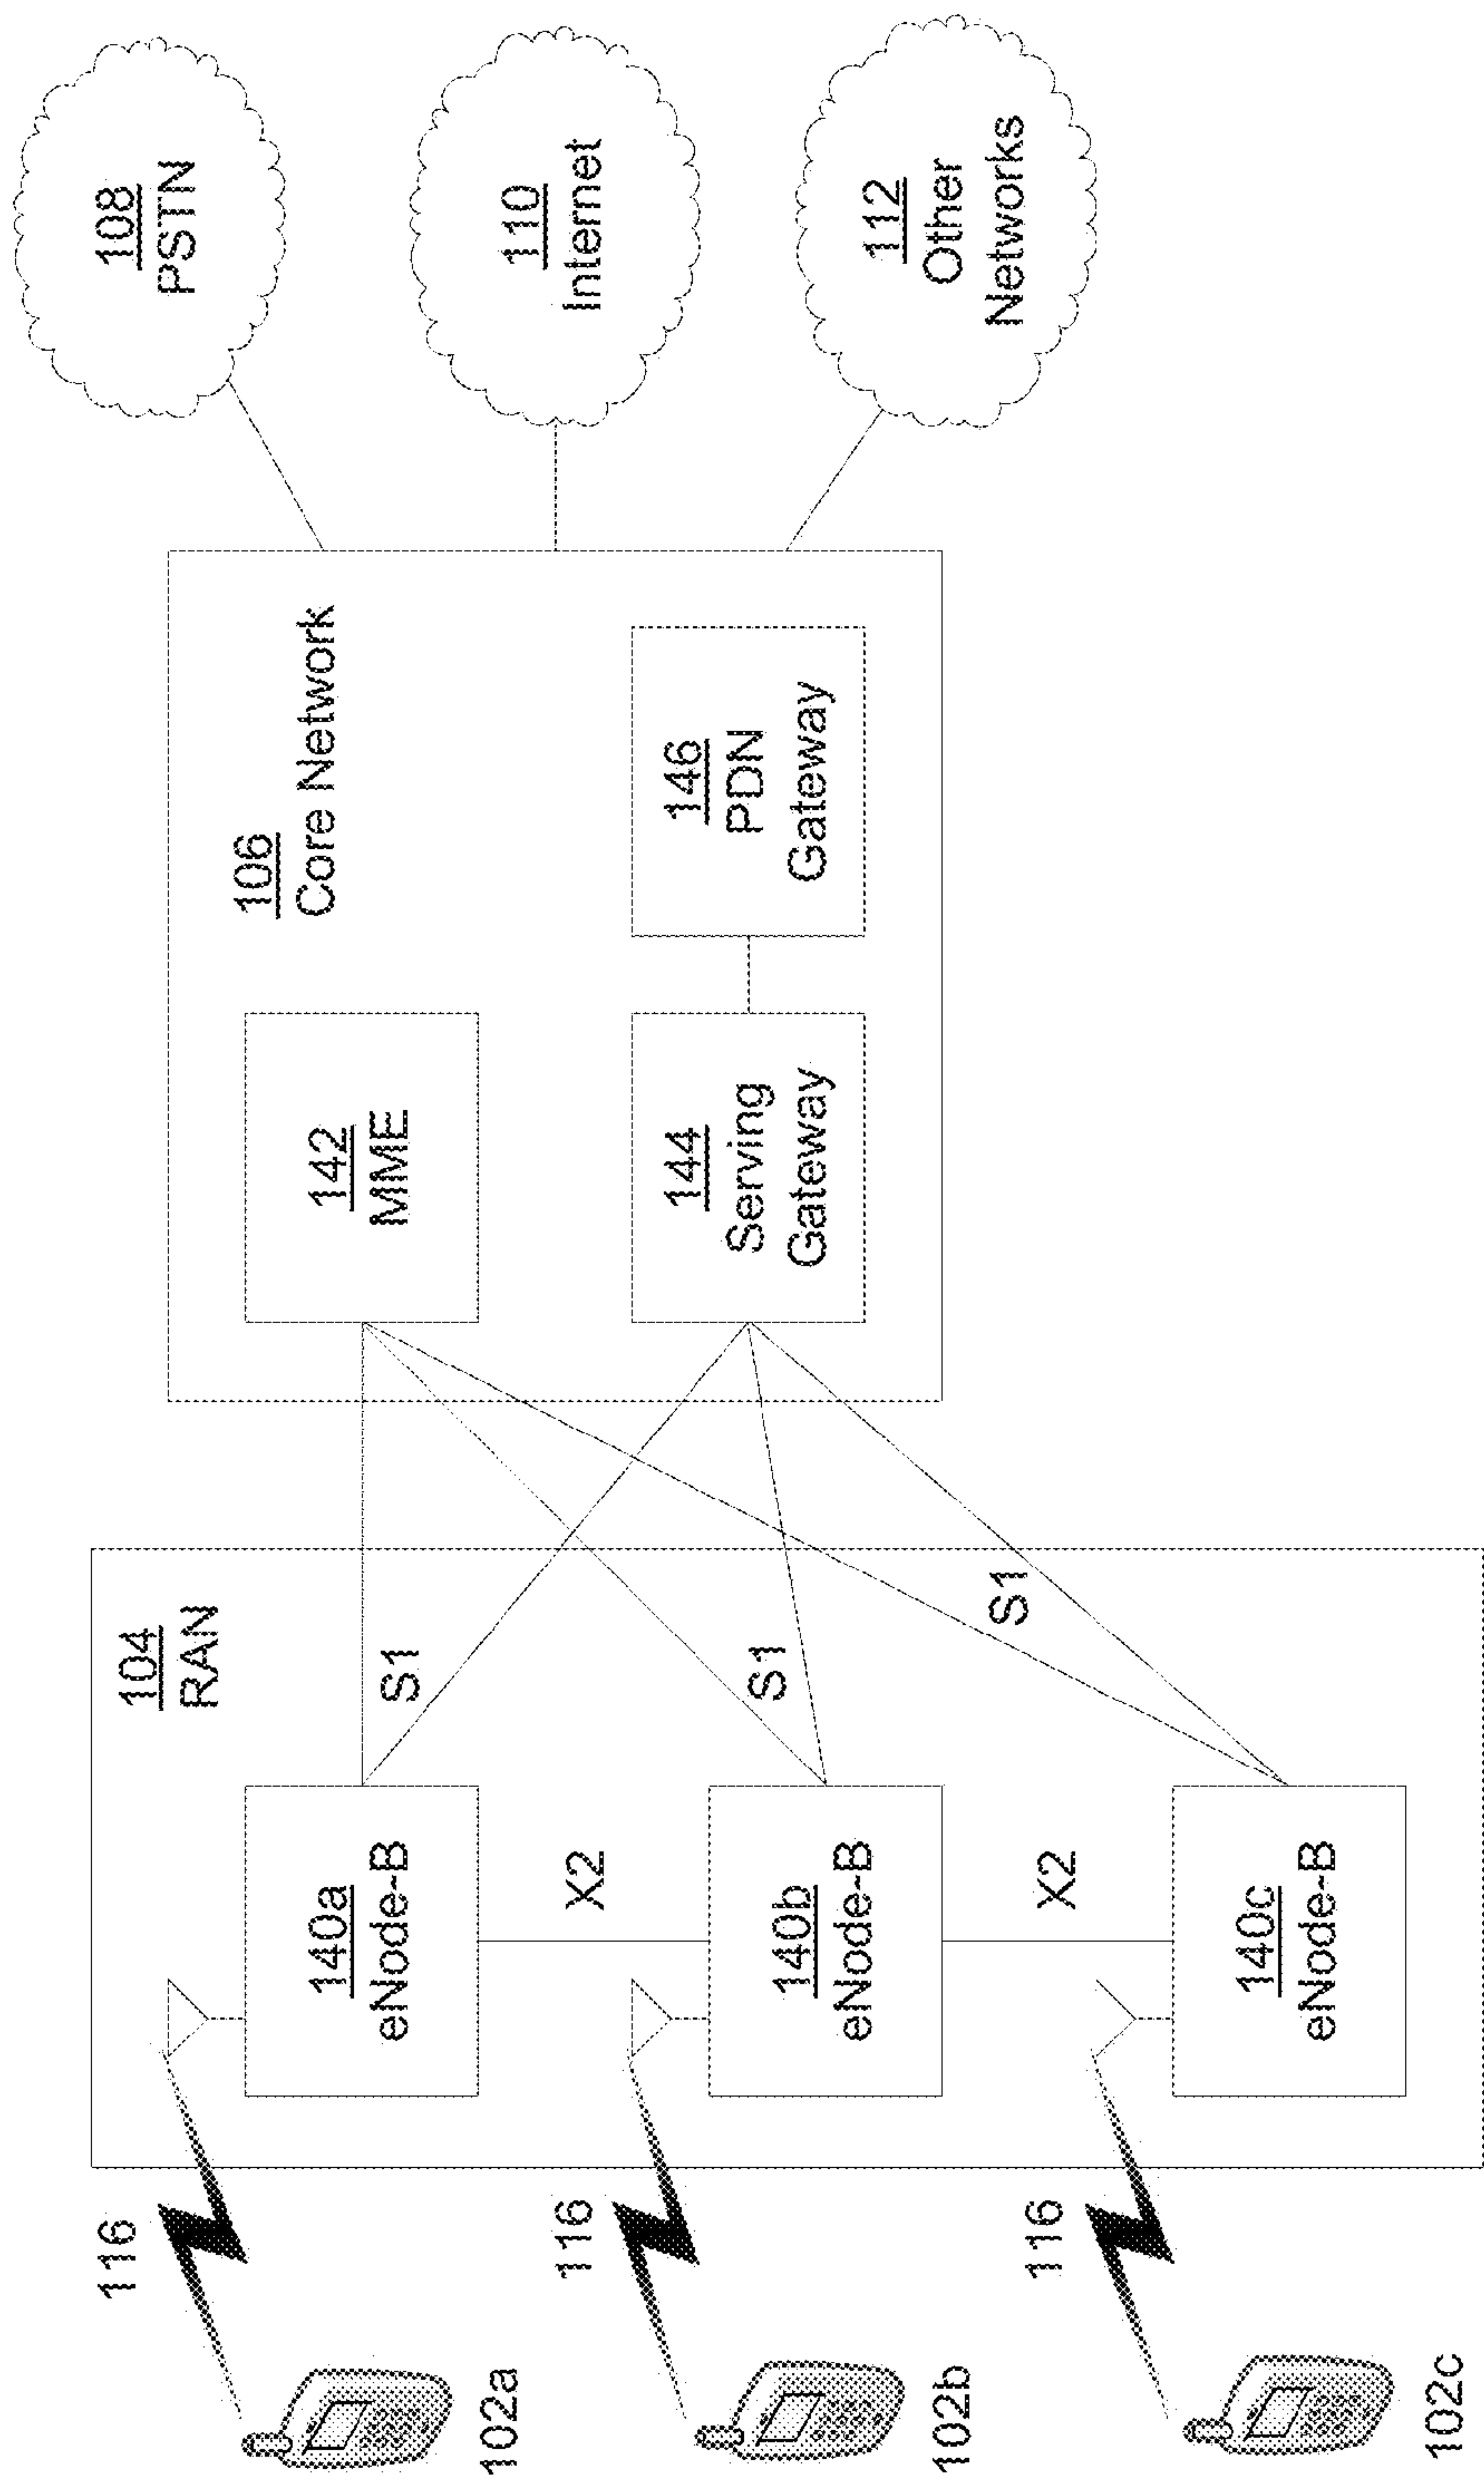 116
102a
116
102b
116
102c
104
RAN
140a
eNode-B
X2
140b
eNode-B
X2
140c
eNode-B
S1
S1
S1
106
Core Network
142
MME
144
Serving
Gateway
146
PDN
Gateway
108
PSTN
110
Internet
112
Other
Networks